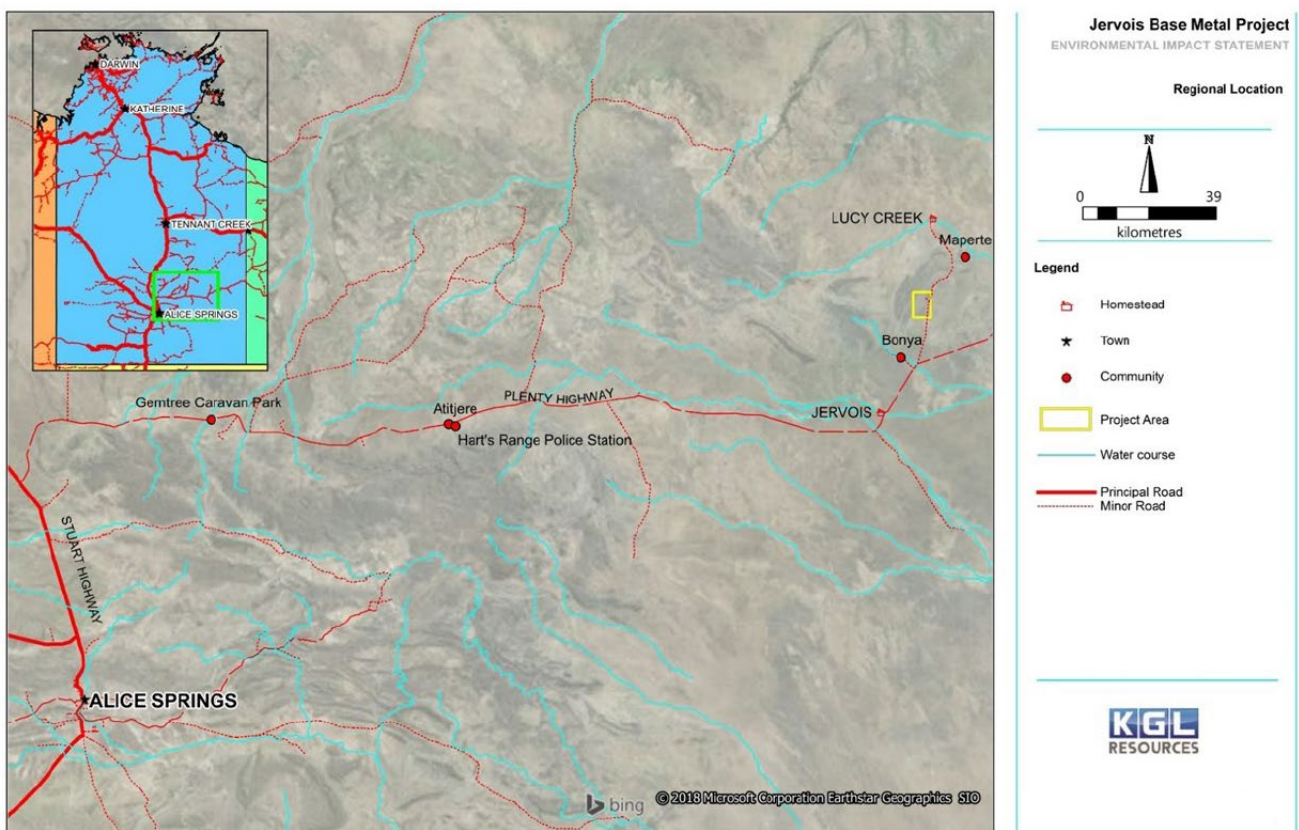 DARWIN
KATHERINE
TENNANT CREEK
ALICE SPRINGS
LUCY CREEK
Maperte
Bonya
Gemtree Caravan Park
Atitjere
PLENTY HIGHWAY
JERVOIS
Hart's Range Police Station
STUART HIGHWAY
ALICE SPRINGS
bing
© 2018 Microsoft Corporation Earthstar Geographics SIO
Jervois Base Metal Project
ENVIRONMENTAL IMPACT STATEMENT
Regional Location
N
0 39
kilometres
Legend
Homestead
Town
Community
Project Area
Water course
Principal Road
Minor Road
KGL
RESOURCES